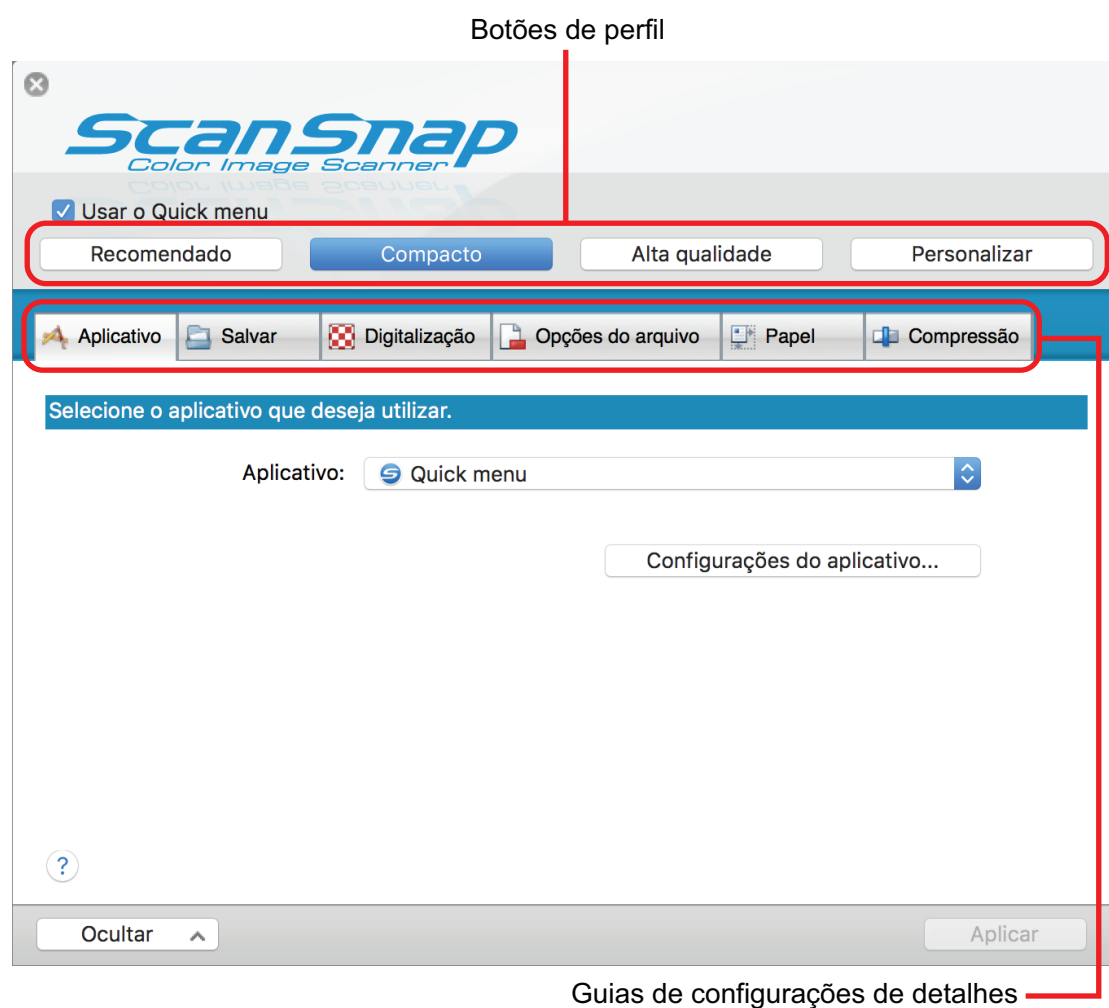 Botões de perfil
ScanSnap
Color Image Scanner
Usar o Quick menu
Recomendado Compacto Alta qualidade Personalizar
Aplicativo Salvar Digitalização Opções do arquivo Papel Compressão
Selecione o aplicativo que deseja utilizar.
Aplicativo: Quick menu
Configurações do aplicativo...
?
Ocultar Aplicar
Guias de configurações de detalhes